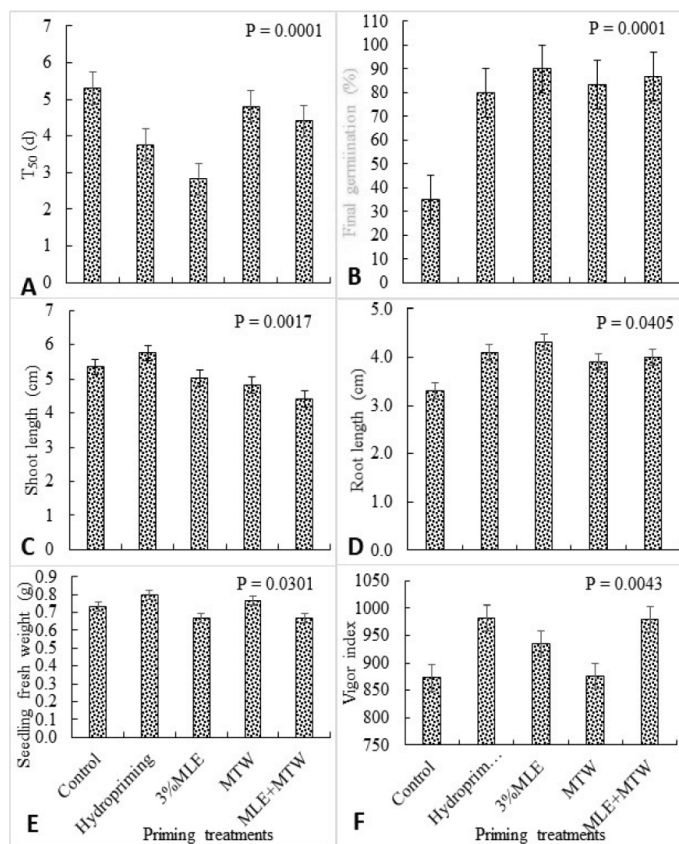 7
6
5
4
3
2
1
0
T50 (d)
P = 0.0001
A
110
100
90
80
70
60
50
40
30
20
10
0
Final germiination (%)
P = 0.0001
B
7
6
5
4
3
2
1
0
Shoot length (cm)
P = 0.0017
C
5.0
4.0
3.0
2.0
1.0
0.0
Root length (cm)
P = 0.0405
D
0.9
0.8
0.7
0.6
0.5
0.4
0.3
0.2
0.1
0.0
Seedling fresh weight (g)
P = 0.0301
Control
Hydropriming
3%MLE
MTW
MLE+MTW
E
Priming treatments
1050
1000
950
900
850
800
750
Vigor index
P = 0.0043
Control
Hydroprim…
3%MLE
MTW
MLE+MTW
F
Priming treatments